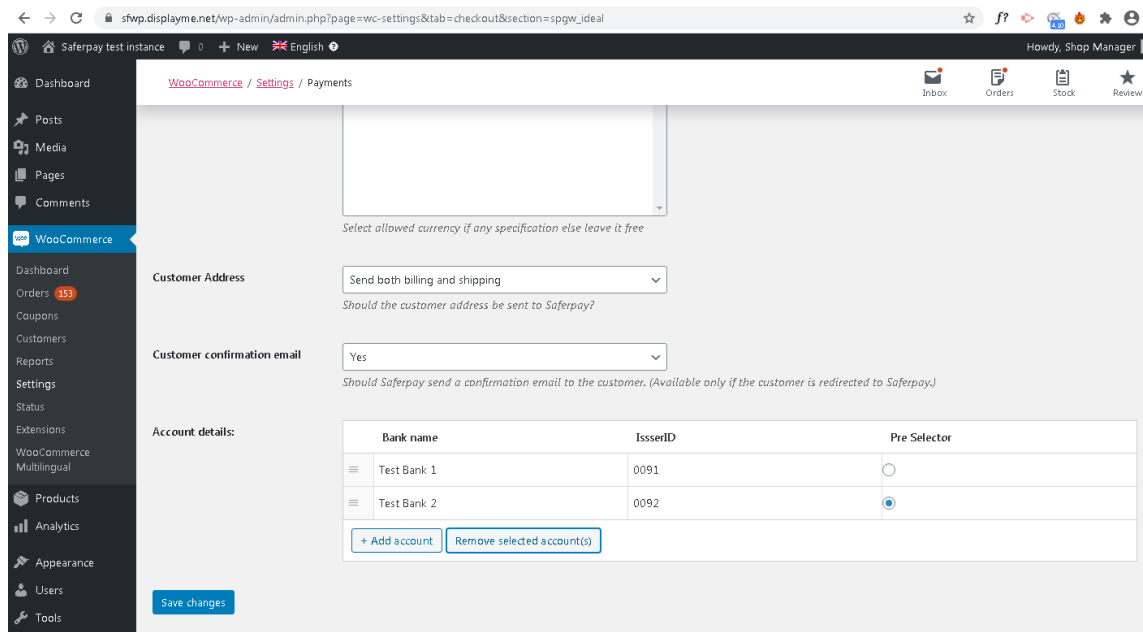 sfwp.displayme.net/wp-admin/admin.php?page=wc-settings&tab=checkout&section=spgw_ideal
f?
4.10
Saferpay test instance 0 + New English Howdy, Shop Manager
Dashboard
Posts
Media
Pages
Comments
Woo WooCommerce
Dashboard
Orders 153
Coupons
Customers
Reports
Settings
Status
Extensions
WooCommerce
Multilingual
Products
Analytics
Appearance
Users
Tools
WooCommerce / Settings / Payments
Inbox
Orders
Stock
Review
Select allowed currency if any specification else leave it free
Customer Address
Send both billing and shipping
Should the customer address be sent to Saferpay?
Customer confirmation email
Yes
Should Saferpay send a confirmation email to the customer. (Available only if the customer is redirected to Saferpay.)
Account details:
Bank name IssserID Pre Selector
Test Bank 1 0091
Test Bank 2 0092
+ Add account Remove selected account(s)
Save changes